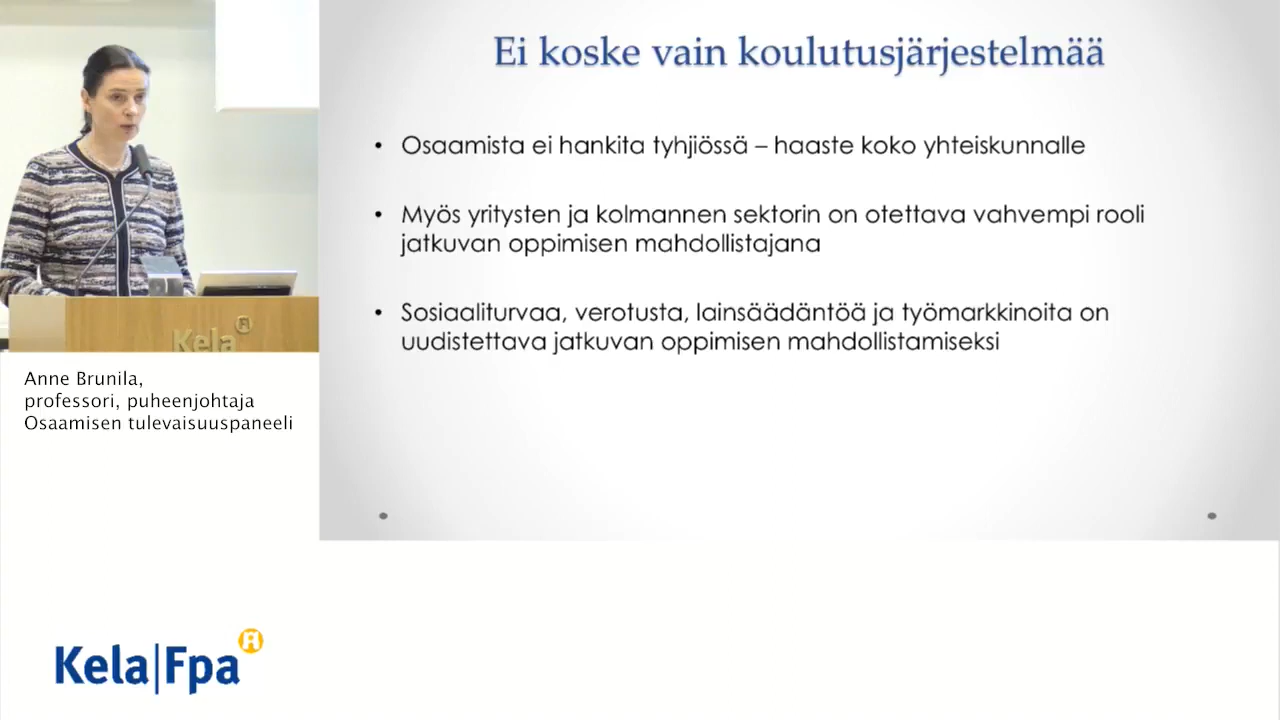 Ei koske vain koulutusjärjestelmää
• Osaamista ei hankita tyhjiössä – haaste koko yhteiskunnalle
• Myös yritysten ja kolmannen sektorin on otettava vahvempi rooli
jatkuvan oppimisen mahdollistajana
• Sosiaaliturvaa, verotusta, lainsäädäntöä ja työmarkkinoita on
uudistettava jatkuvan oppimisen mahdollistamiseksi
Kela
Anne Brunila,
professori, puheenjohtaja
Osaamisen tulevaisuuspaneeli
Kela|Fpa